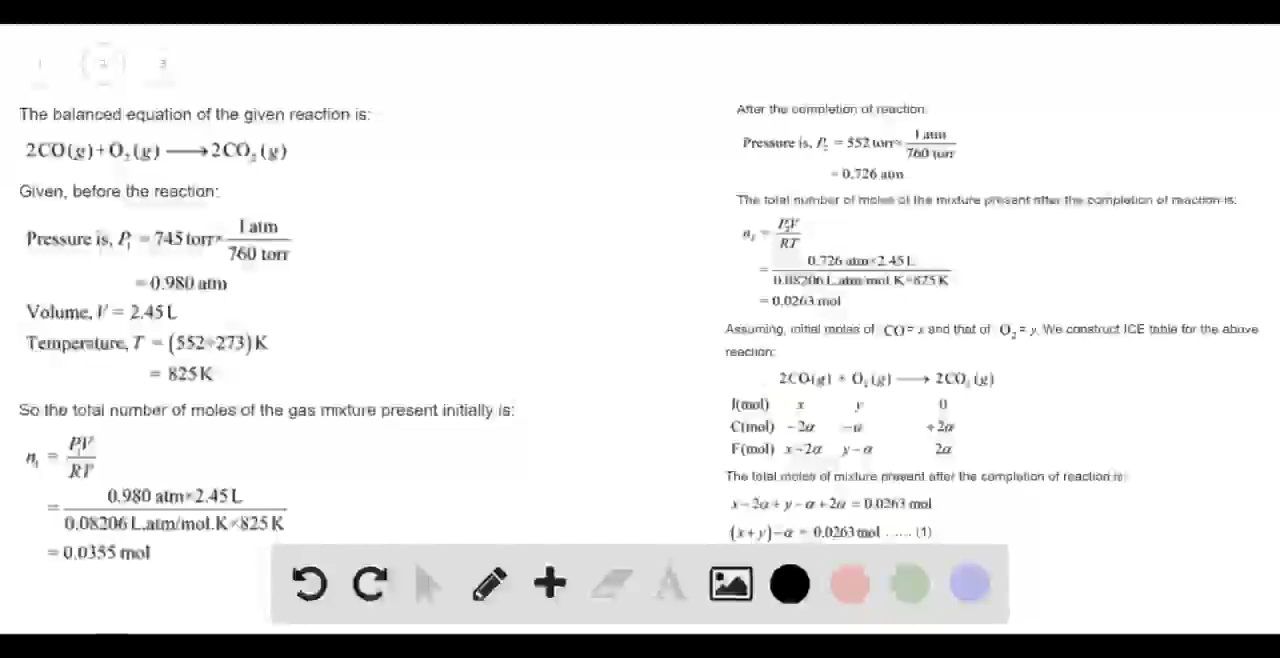 1 2 3
The balanced equation of the given reaction is:
2CO(g)+O₂(g)⟶2CO₂(g)
Given, before the reaction:
Pressure is, P₁ = 745 torr× 1 atm / 760 torr
= 0.980 atm
Volume, V = 2.45 L
Temperature, T = (552+273) K
= 825 K
So the total number of moles of the gas mixture present initially is:
n₁ = P₁V / RT
= 0.980 atm×2.45 L / 0.08206 L.atm/mol.K×825 K
= 0.0355 mol
After the completion of reaction:
Pressure is, P₂ = 552 torr× 1 atm / 760 torr
= 0.726 atm
The total number of moles of the mixture present after the completion of reaction is:
n₂ = P₂V / RT
= 0.726 atm×2.45 L / 0.08206 L.atm/mol.K×825 K
= 0.0263 mol
Assuming, initial moles of CO = x and that of O₂ = y. We construct ICE table for the above
reaction:
2CO(g) + O₂(g) ⟶ 2CO₂(g)
I(mol) x y 0
C(mol) −2α −α +2α
F(mol) x−2α y−α 2α
The total moles of mixture present after the completion of reaction is:
x−2α + y−α+2α = 0.0263 mol
(x+y)−α = 0.0263 mol ...... (1)